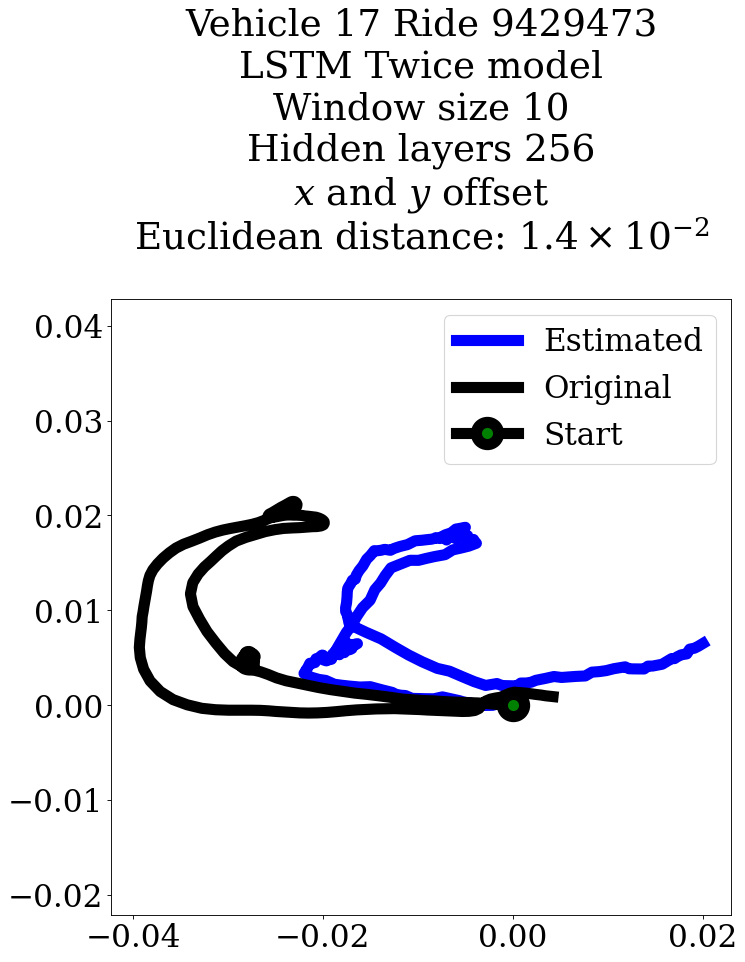 Vehicle 17 Ride 9429473
LSTM Twice model
Window size 10
Hidden layers 256
x and y offset
Euclidean distance: 1.4 × 10⁻²
Estimated
Original
Start
0.04
0.03
0.02
0.01
0.00
−0.01
−0.02
−0.04
−0.02
0.00
0.02